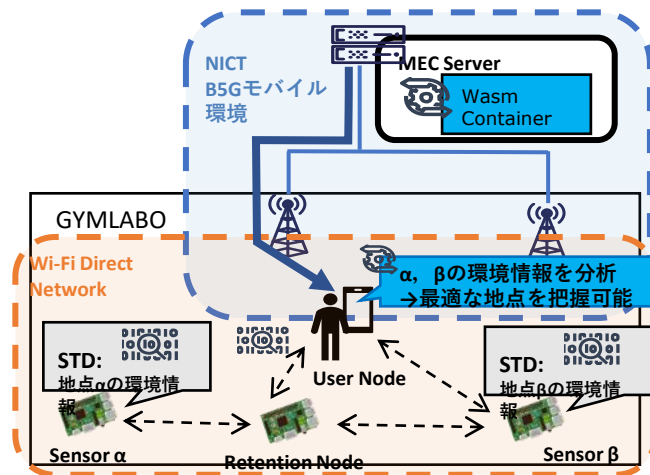 NICT
B5Gモバイル
環境
MEC Server
Wasm
Container
GYMLABO
Wi-Fi Direct
Network
α, βの環境情報を分析
→最適な地点を把握可能
STD:
地点αの環境情
報
User Node
STD:
地点βの環境情
報
Sensor α
Retention Node
Sensor β